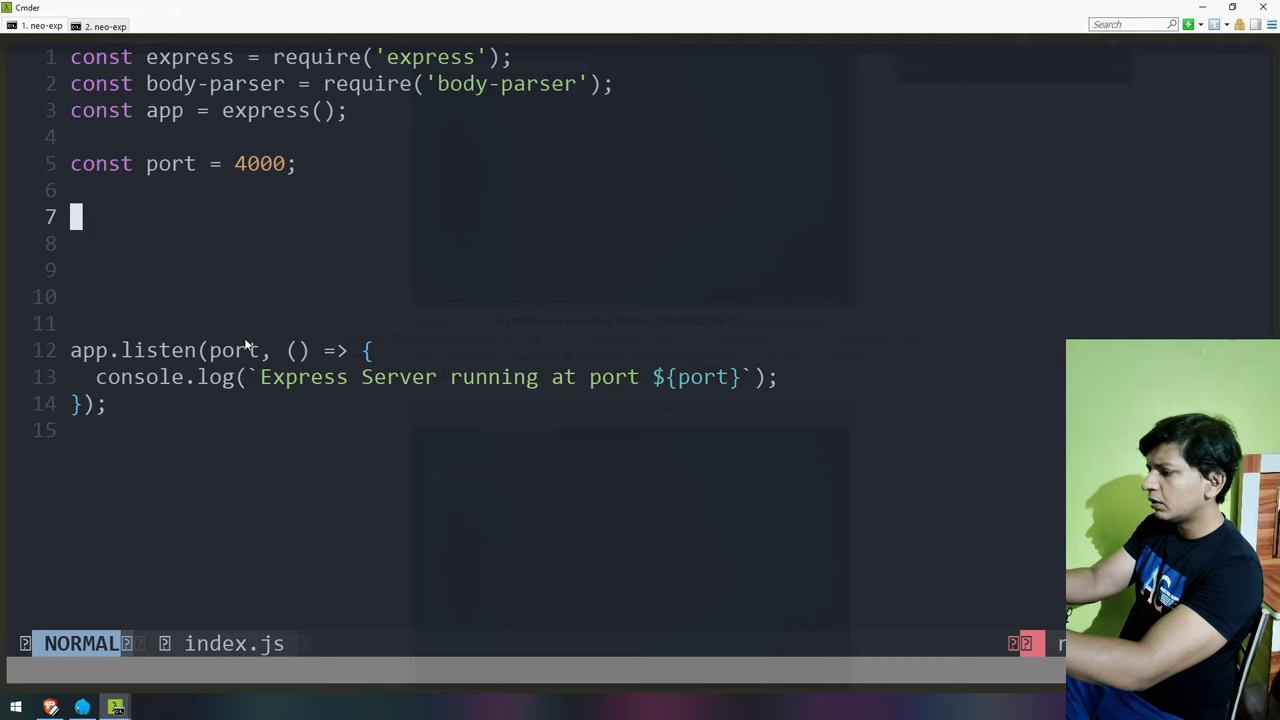 Cmder
1. neo-exp
2. neo-exp
Search
1 const express = require('express');
2 const body-parser = require('body-parser');
3 const app = express();
4
5 const port = 4000;
6
7
8
9
10
11
12 app.listen(port, () => {
13 console.log(`Express Server running at port ${port}`);
14 });
15
NORMAL
index.js